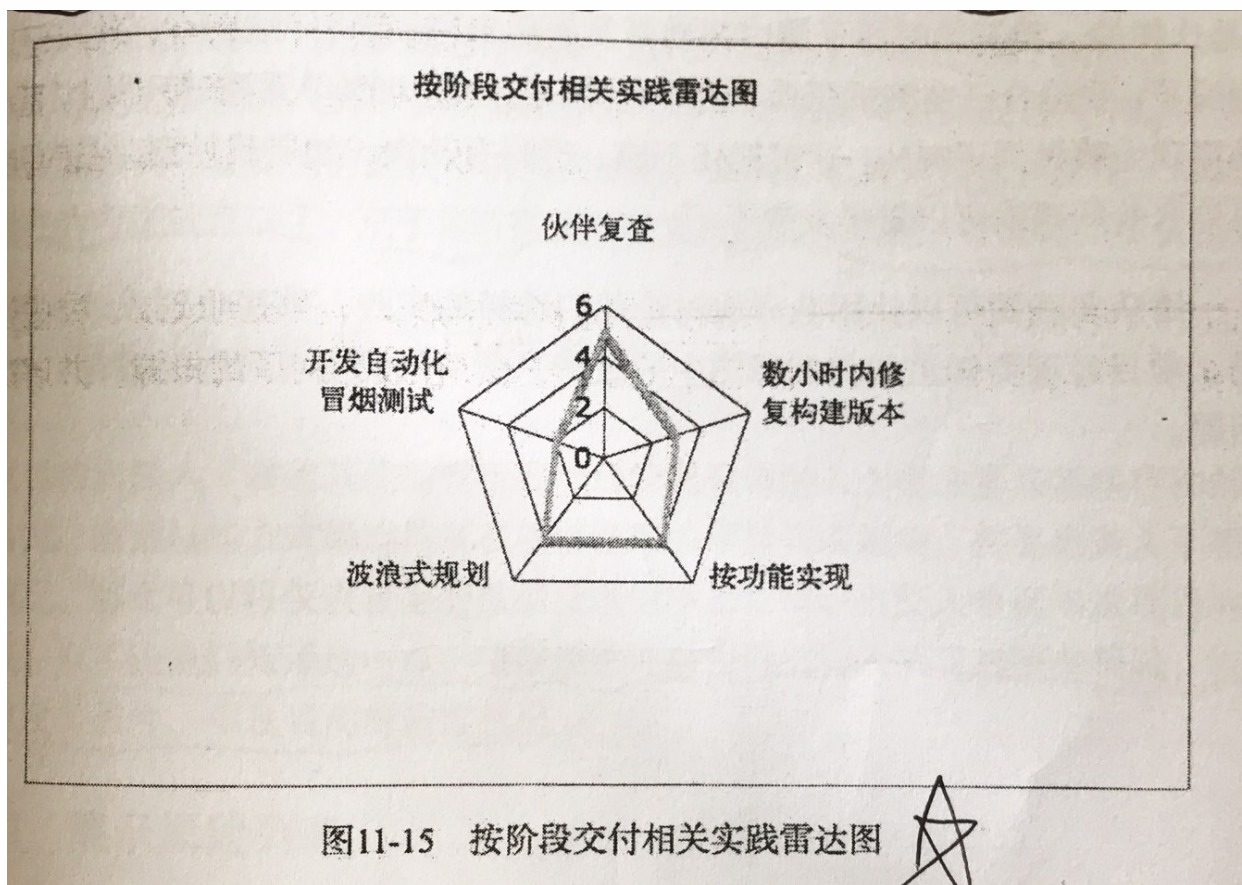 按阶段交付相关实践雷达图
伙伴复查
6
4
2
0
开发自动化
冒烟测试
数小时内修
复构建版本
波浪式规划
按功能实现
图11-15 按阶段交付相关实践雷达图